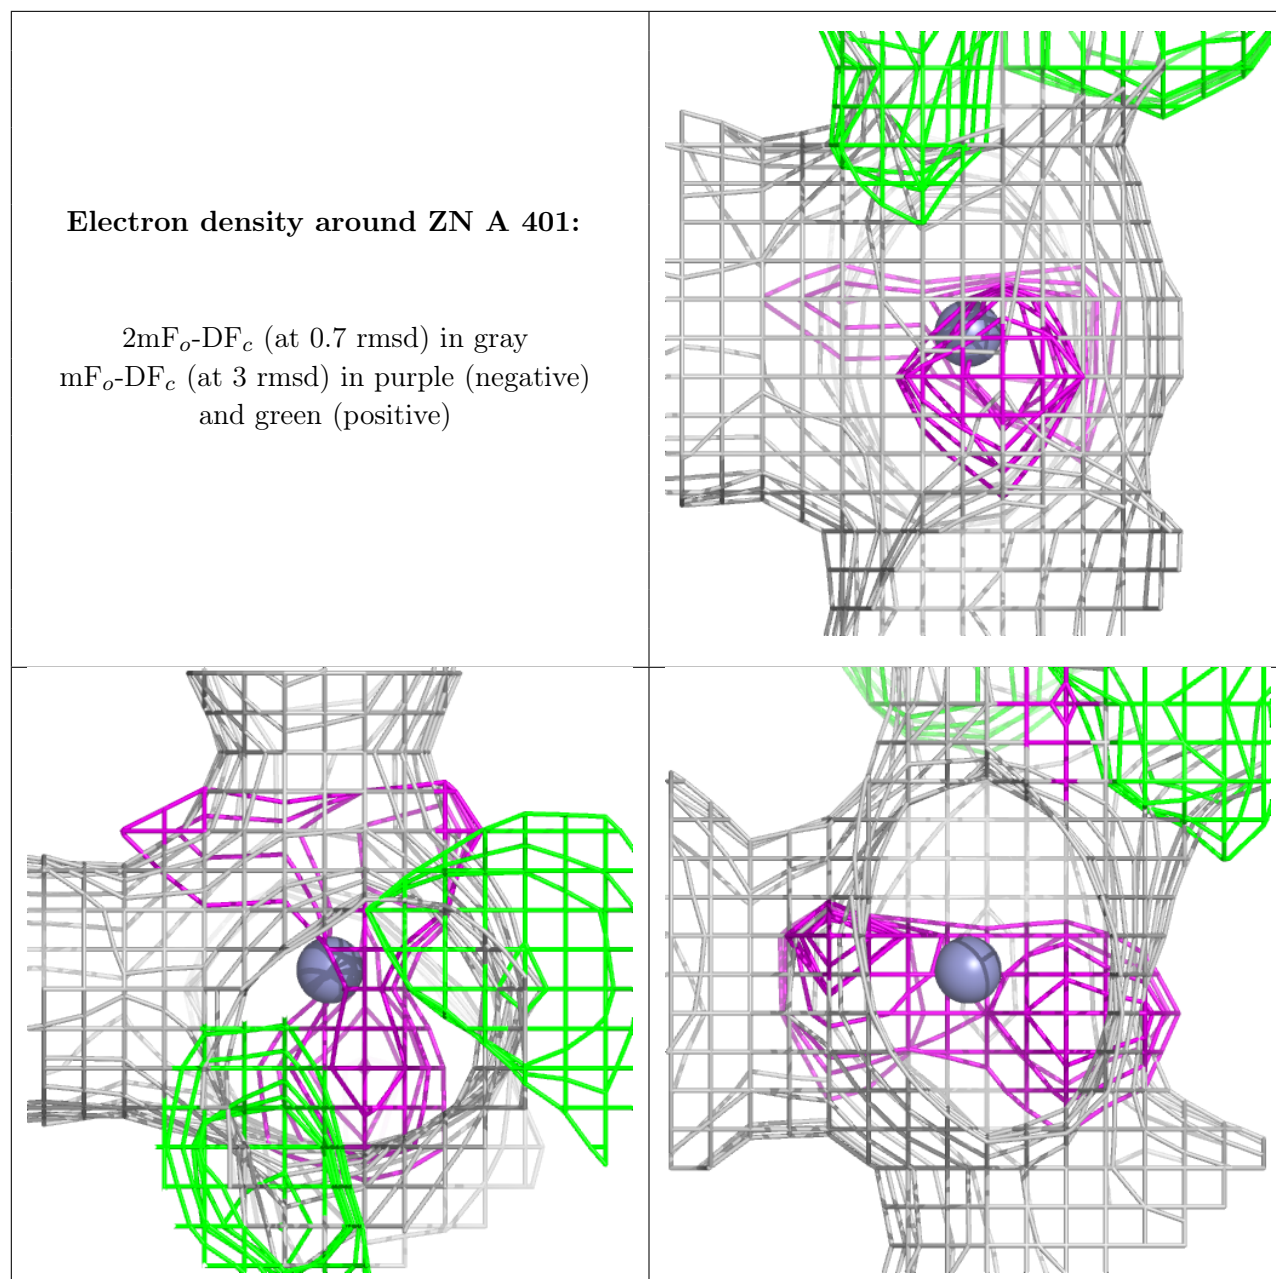 Electron density around ZN A 401:
2mFo-DFc (at 0.7 rmsd) in gray
mFo-DFc (at 3 rmsd) in purple (negative)
and green (positive)